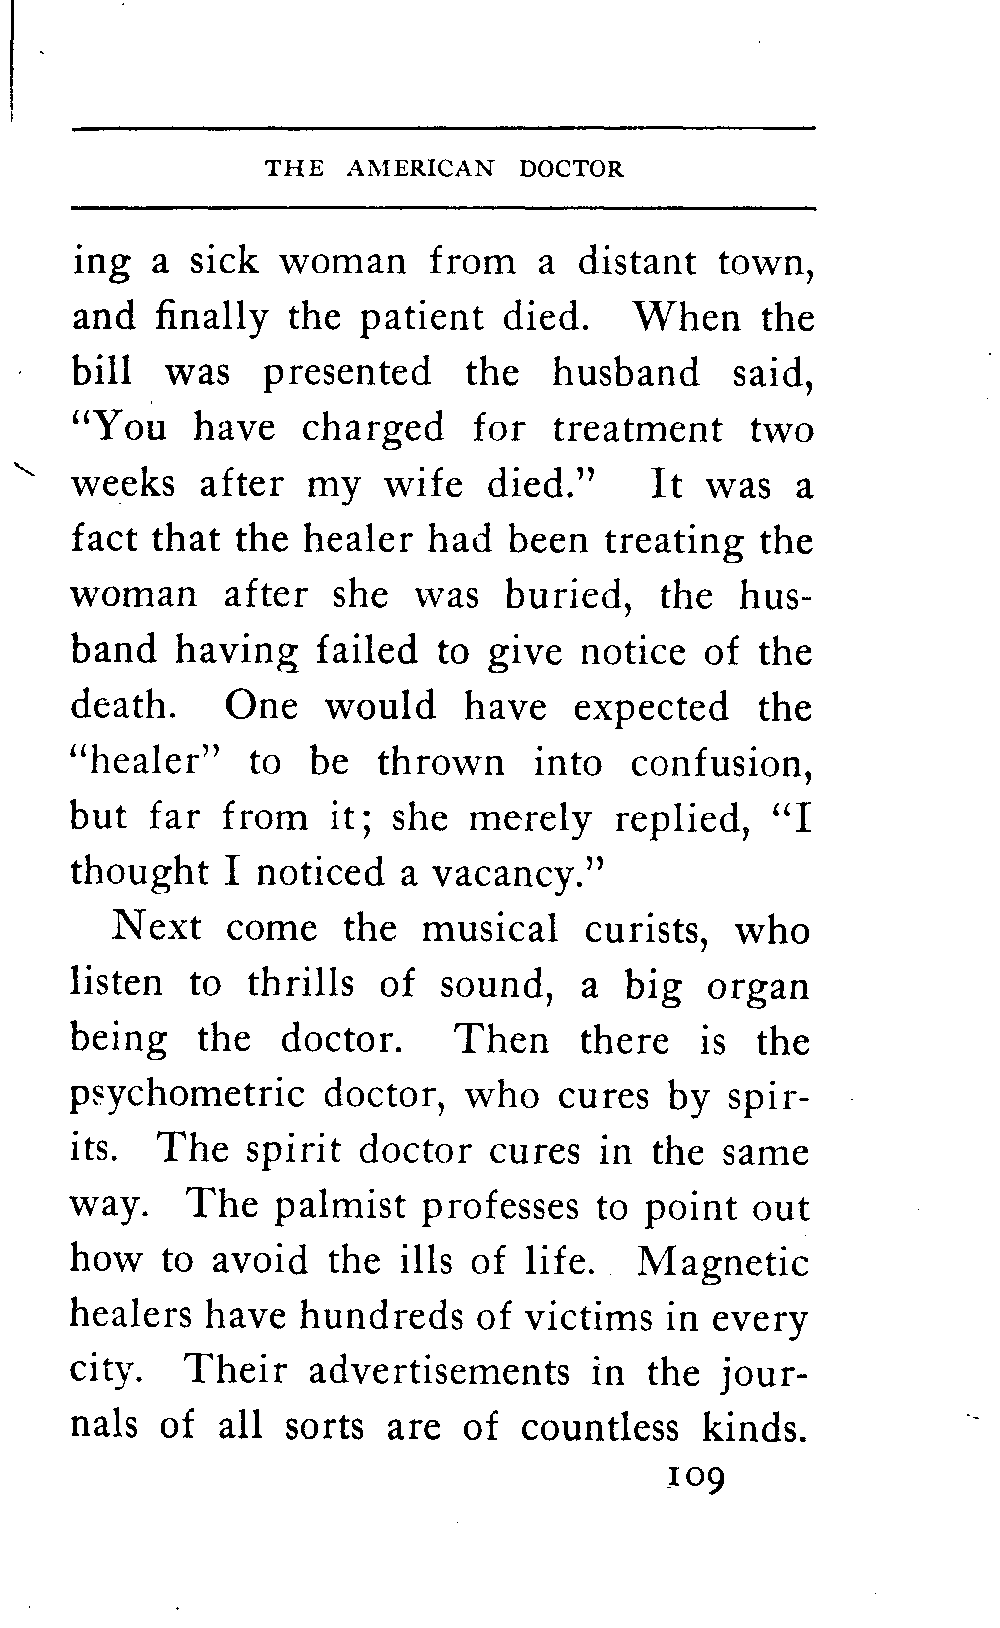 THE AMERICAN DOCTOR
ing a sick woman from a distant town,
and finally the patient died. When the
bill was presented the husband said,
“You have charged for treatment two
weeks after my wife died.” It was a
fact that the healer had been treating the
woman after she was buried, the hus-
band having failed to give notice of the
death. One would have expected the
“healer” to be thrown into confusion,
but far from it; she merely replied, “I
thought I noticed a vacancy.”
Next come the musical curists, who
listen to thrills of sound, a big organ
being the doctor. Then there is the
psychometric doctor, who cures by spir-
its. The spirit doctor cures in the same
way. The palmist professes to point out
how to avoid the ills of life. Magnetic
healers have hundreds of victims in every
city. Their advertisements in the jour-
nals of all sorts are of countless kinds.
109